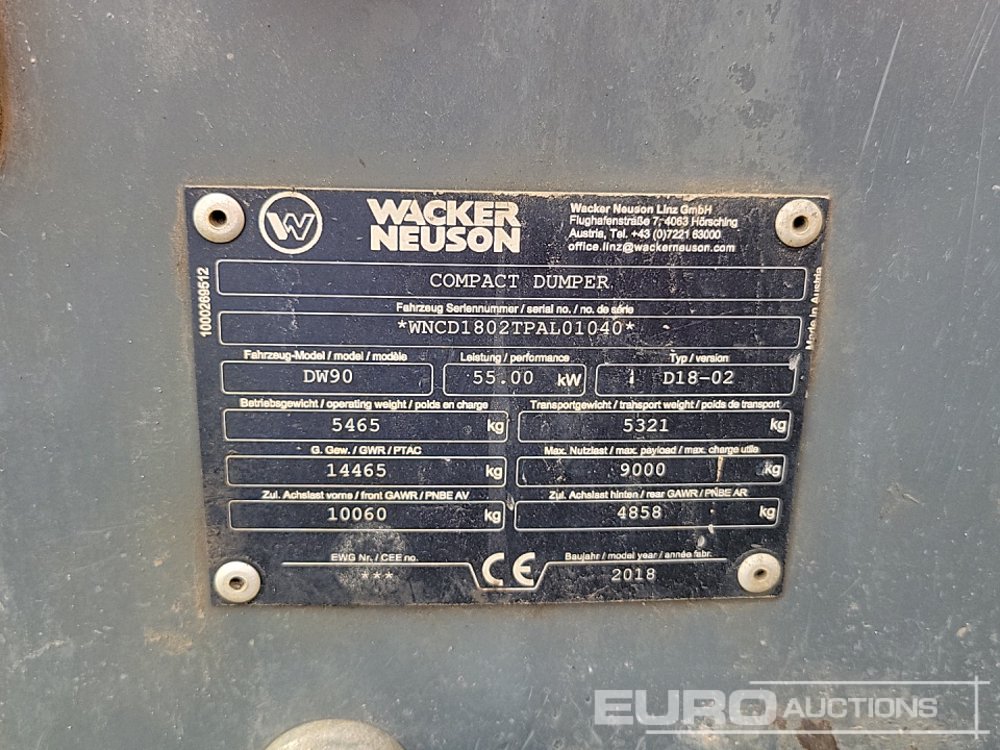 WACKER
NEUSON
Wacker Neuson Linz GmbH
Flughafenstraße 7, 4063 Hörsching
Austria, Tel. +43 (0)7221 63000
office.linz@wackerneuson.com
1000269512
COMPACT DUMPER
Made in Austria
Fahrzeug Seriennummer / serial no. / no. de série
*WNCD1802TPAL01040*
Fahrzeug-Model / model / modèle Leistung / performance Typ / version
DW90 55.00 kW D18-02
Betriebsgewicht / operating weight / poids en charge Transportgewicht / transport weight / poids de transport
5465 kg 5321 kg
G. Gew. / GWR / PTAC Max. Nutzlast / max. payload / max. charge utile
14465 kg 9000 kg
Zul. Achslast vorne / front GAWR / PNBE AV Zul. Achslast hinten / rear GAWR / PNBE AR
10060 kg 4858 kg
EWG Nr. / CEE no. CE Baujahr / model year / année fabr.
*** 2018
EURO AUCTIONS